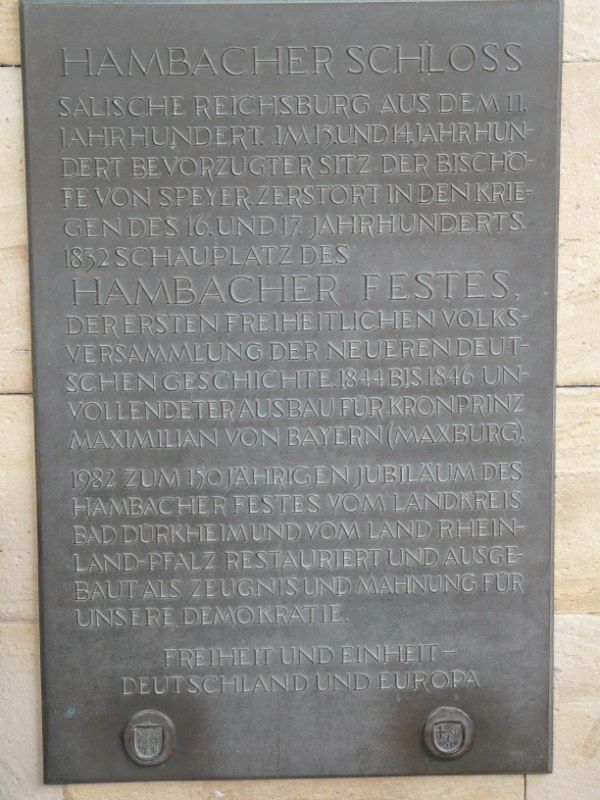 HAMBACHER SCHLOSS
SALISCHE REICHSBURG AUS DEM 11.
JAHRHUNDERT. IM 13. UND 14. JAHRHUN-
DERT BEVORZUGTER SITZ DER BISCHÖ-
FE VON SPEYER. ZERSTÖRT IN DEN KRIE-
GEN DES 16. UND 17. JAHRHUNDERTS.
1832 SCHAUPLATZ DES
HAMBACHER FESTES,
DER ERSTEN FREIHEITLICHEN VOLKS-
VERSAMMLUNG DER NEUEREN DEUT-
SCHEN GESCHICHTE. 1844 BIS 1846 UN-
VOLLENDETER AUSBAU FÜR KRONPRINZ
MAXIMILIAN VON BAYERN (MAXBURG).
1982 ZUM 150 JÄHRIGEN JUBILÄUM DES
HAMBACHER FESTES VOM LANDKREIS
BAD DÜRKHEIM UND VOM LAND RHEIN-
LAND-PFALZ RESTAURIERT UND AUSGE-
BAUT ALS ZEUGNIS UND MAHNUNG FÜR
UNSERE DEMOKRATIE.
FREIHEIT UND EINHEIT –
DEUTSCHLAND UND EUROPA